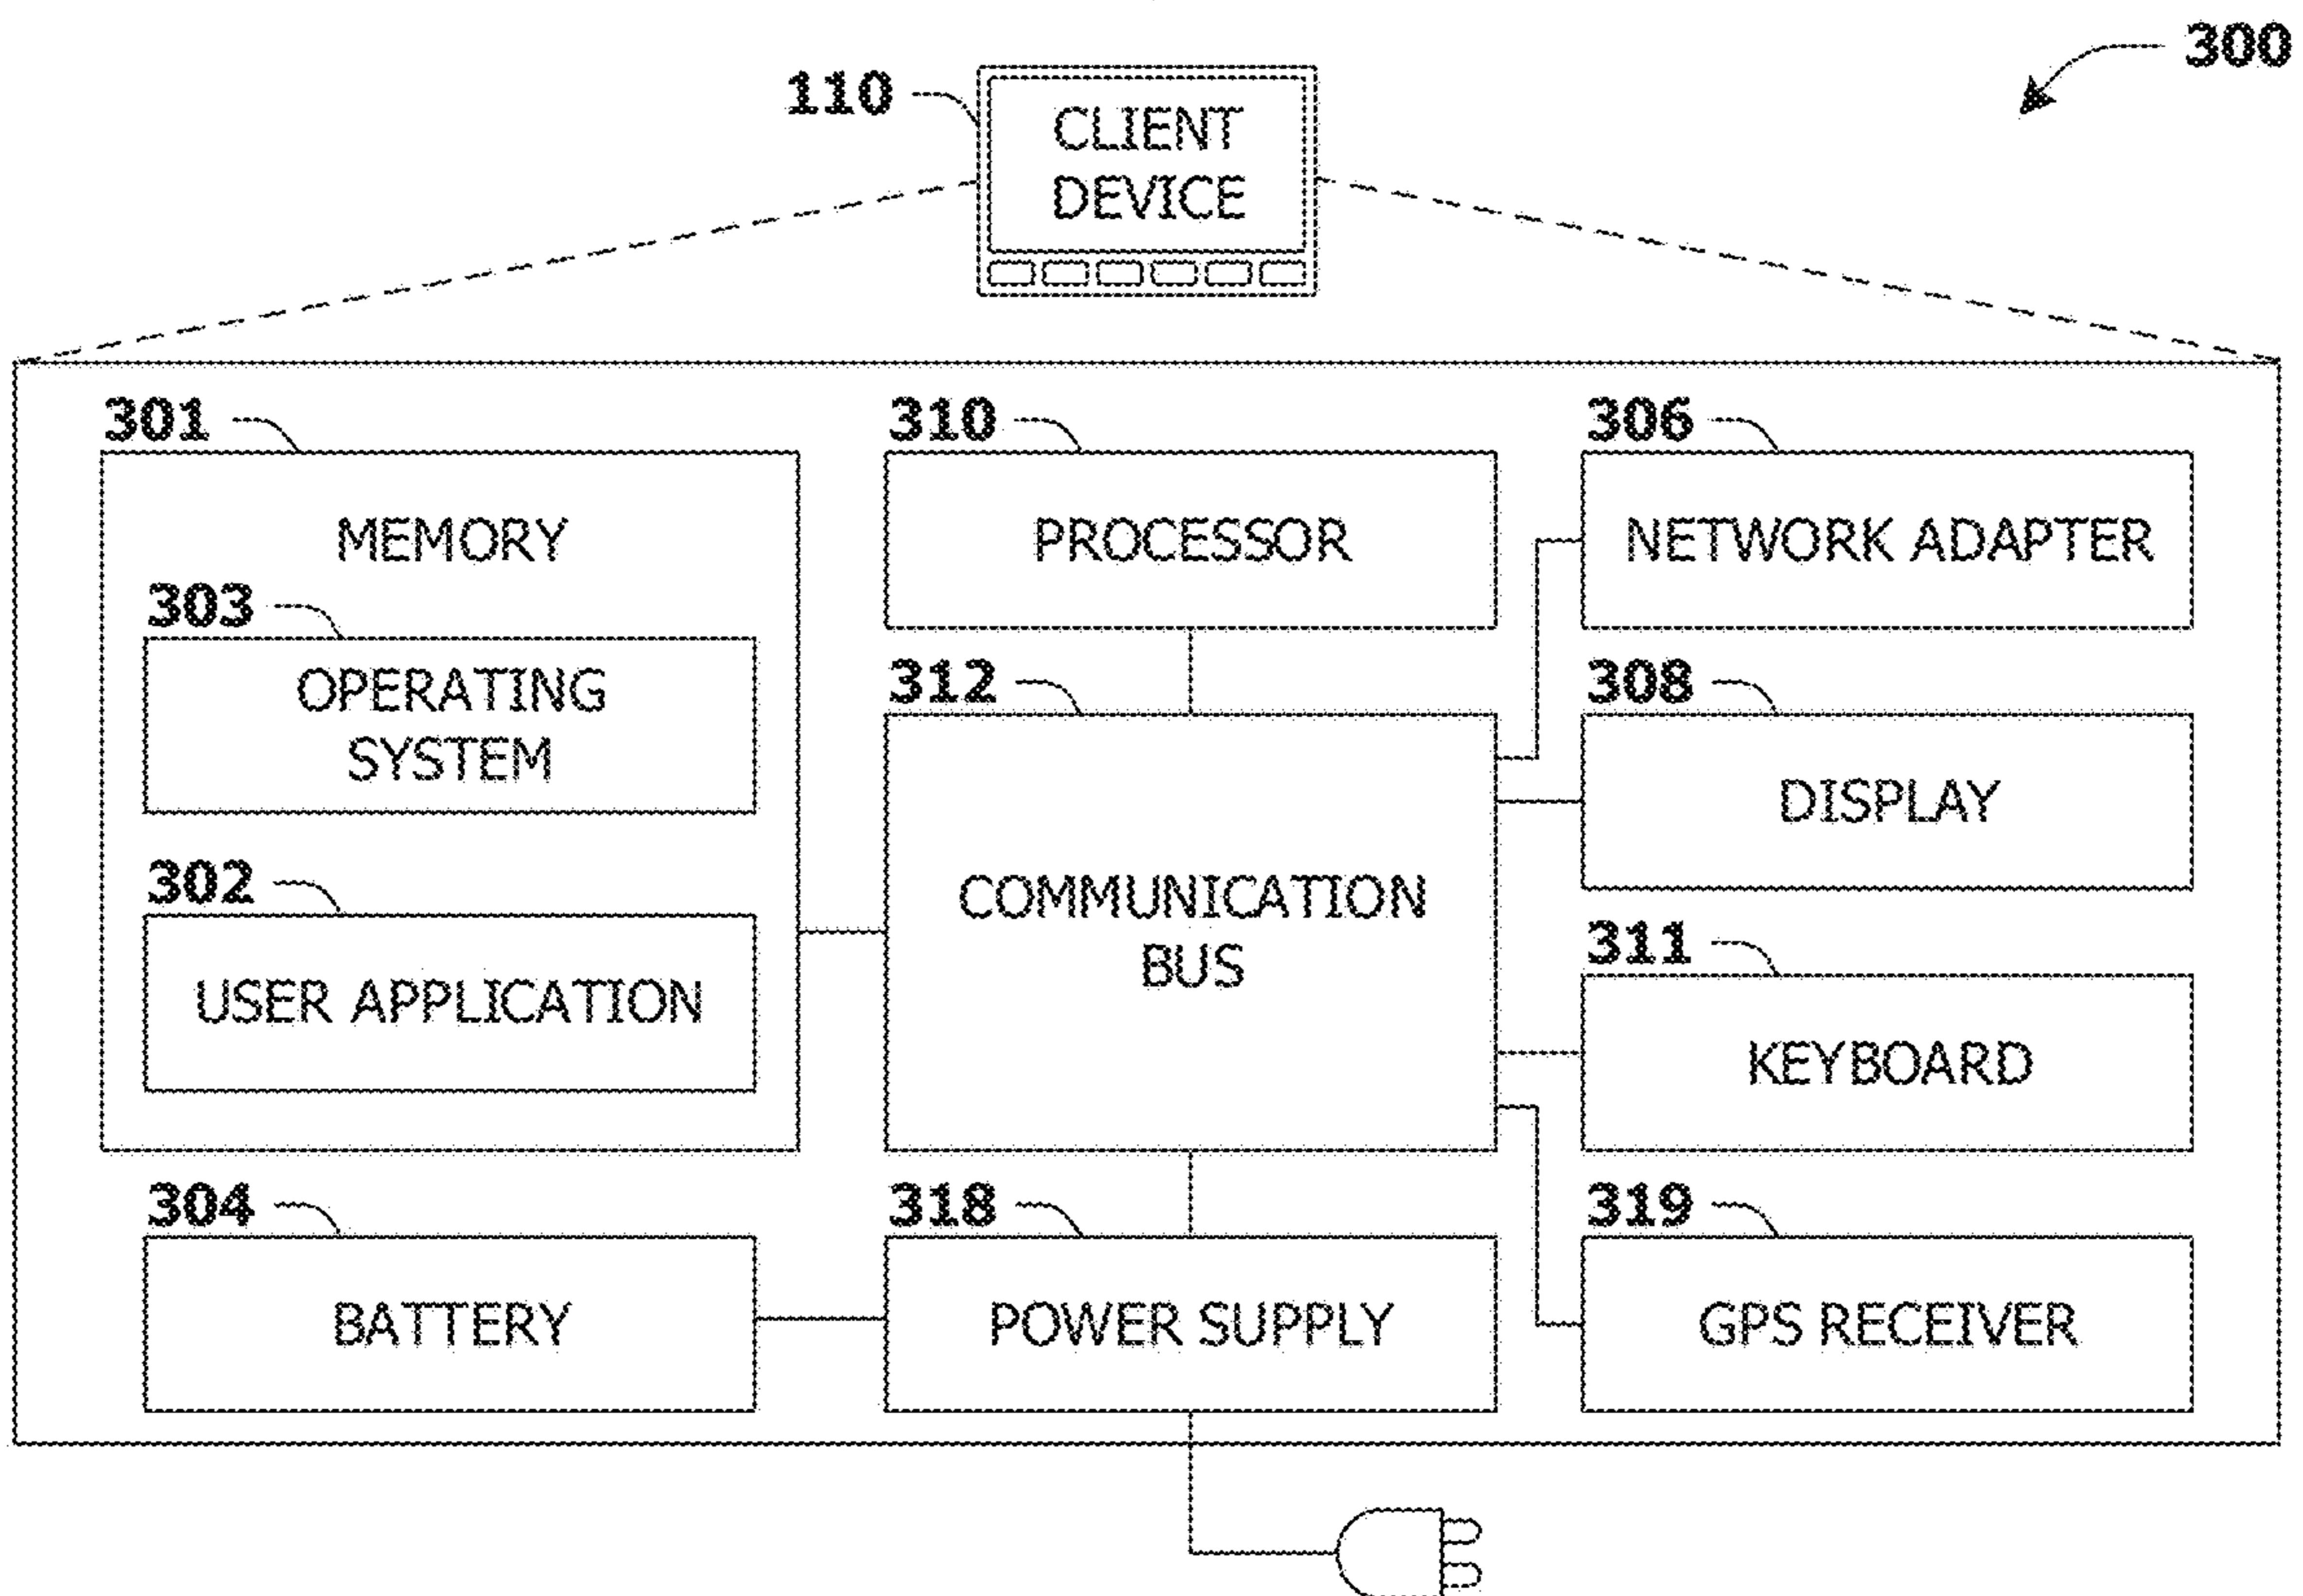 300
110
CLIENT
DEVICE
301
310
306
MEMORY
PROCESSOR
NETWORK ADAPTER
303
OPERATING
SYSTEM
312
308
COMMUNICATION
BUS
DISPLAY
302
USER APPLICATION
311
KEYBOARD
304
318
319
BATTERY
POWER SUPPLY
GPS RECEIVER